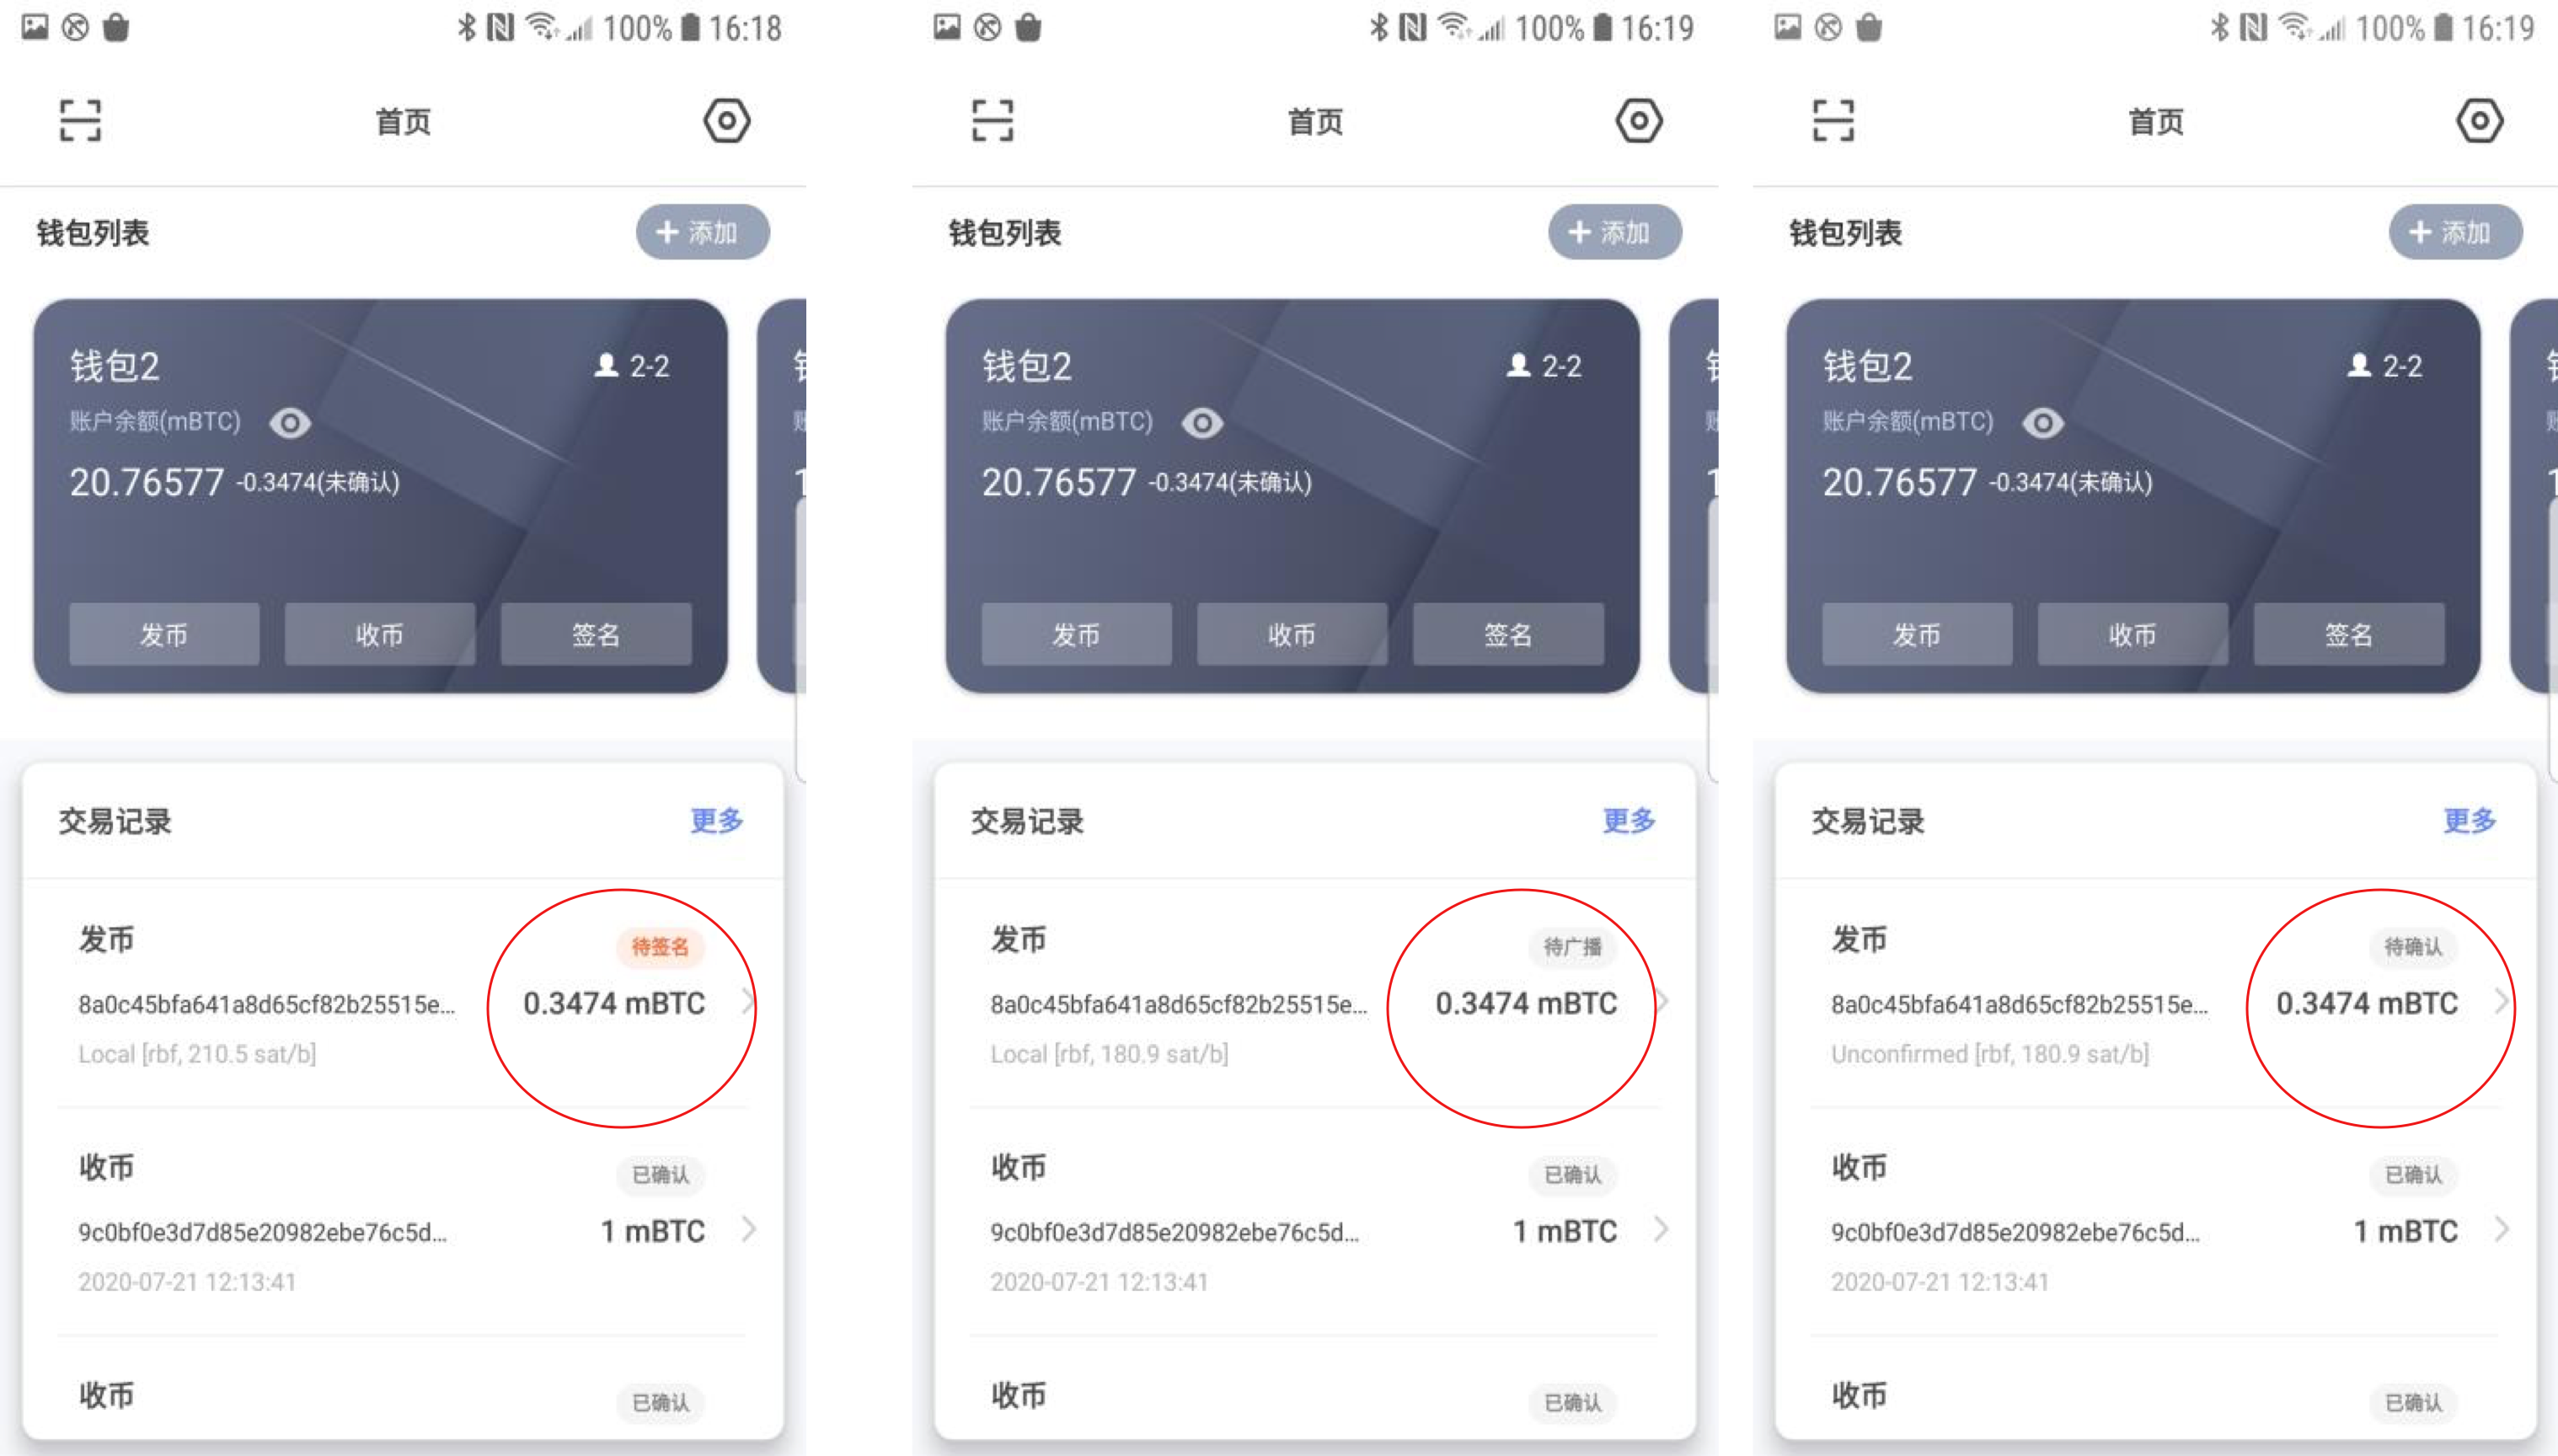 100% 16:18
首页
钱包列表
+ 添加
钱包2
2-2
账户余额(mBTC)
20.76577 -0.3474(未确认)
发币 收币 签名
交易记录
更多
发币
待签名
8a0c45bfa641a8d65cf82b25515e...
0.3474 mBTC
Local [rbf, 210.5 sat/b]
收币
已确认
9c0bf0e3d7d85e20982ebe76c5d...
1 mBTC
2020-07-21 12:13:41
收币
已确认
100% 16:19
首页
钱包列表
+ 添加
钱包2
2-2
账户余额(mBTC)
20.76577 -0.3474(未确认)
发币 收币 签名
交易记录
更多
发币
待广播
8a0c45bfa641a8d65cf82b25515e...
0.3474 mBTC
Local [rbf, 180.9 sat/b]
收币
已确认
9c0bf0e3d7d85e20982ebe76c5d...
1 mBTC
2020-07-21 12:13:41
收币
已确认
100% 16:19
首页
钱包列表
+ 添加
钱包2
2-2
账户余额(mBTC)
20.76577 -0.3474(未确认)
发币 收币 签名
交易记录
更多
发币
待确认
8a0c45bfa641a8d65cf82b25515e...
0.3474 mBTC
Unconfirmed [rbf, 180.9 sat/b]
收币
已确认
9c0bf0e3d7d85e20982ebe76c5d...
1 mBTC
2020-07-21 12:13:41
收币
已确认